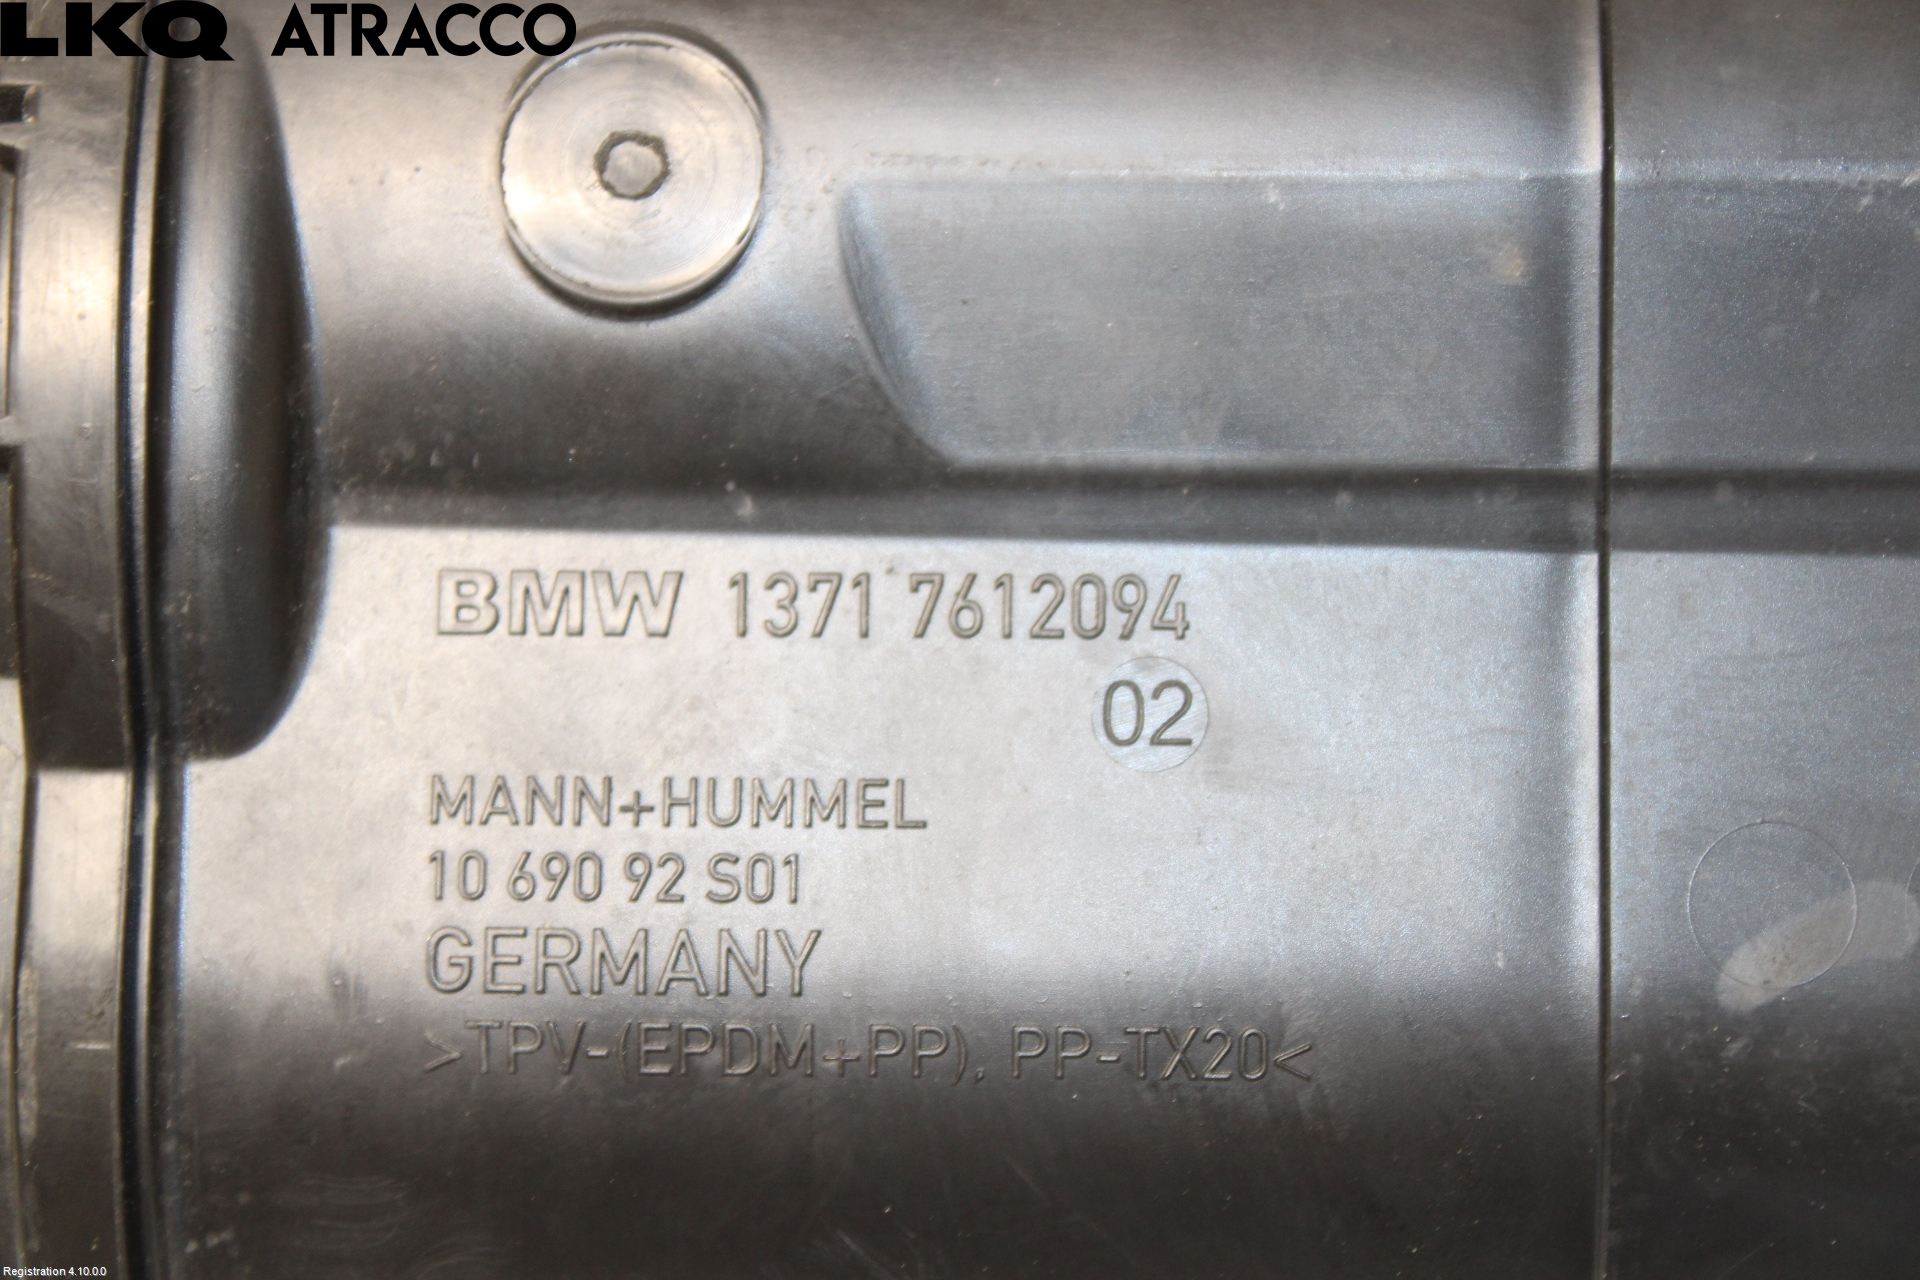 LKQ ATRACCO
BMW 1371 7612094
02
MANN+HUMMEL
10 690 92 S01
GERMANY
>TPV-(EPDM+PP), PP-TX20<
Registration 4.10.0.0